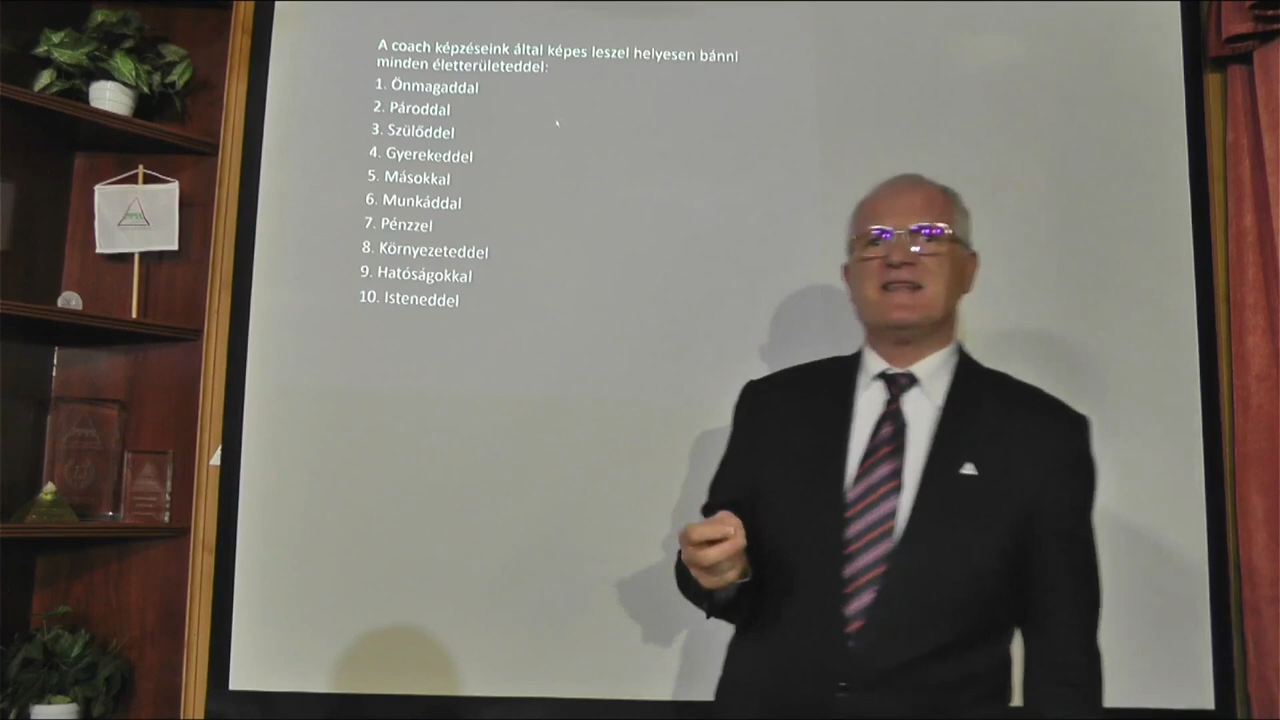 A coach képzéseink által képes leszel helyesen bánni
minden életterületeddel:
1. Önmagaddal
2. Pároddal
3. Szülőddel
4. Gyerekeddel
5. Másokkal
6. Munkáddal
7. Pénzzel
8. Környezeteddel
9. Hatóságokkal
10. Isteneddel